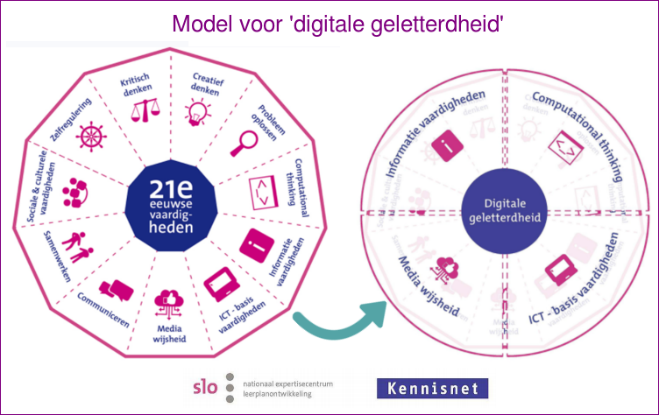 Model voor 'digitale geletterdheid'
Kritisch
denken
Creatief
denken
Probleem
oplossen
Computational
thinking
Informatie
vaardigheden
ICT - basis
vaardigheden
Media
wijsheid
Communiceren
Samenwerken
Sociale & culturele
vaardigheden
Zelfregulering
21e
eeuwse
vaardig-
heden
Informatie vaardigheden
Computational thinking
ICT - basis vaardigheden
Media wijsheid
Digitale
geletterdheid
slo
nationaal expertisecentrum
leerplanontwikkeling
Kennisnet